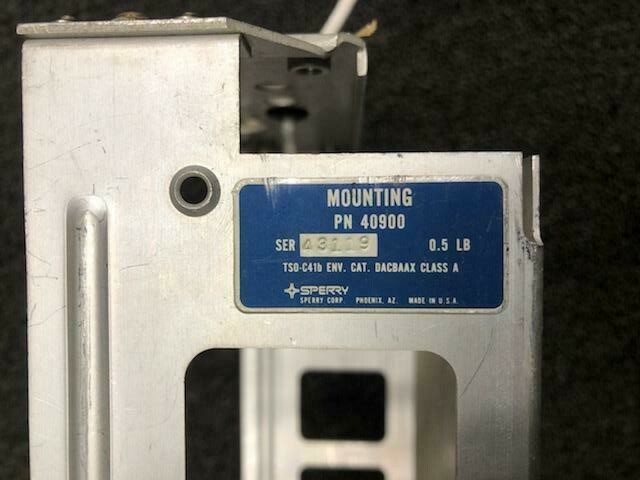 MOUNTING
PN 40900
SER 43119 0.5 LB
TSO-C41b ENV. CAT. DACBAAX CLASS A
SPERRY
SPERRY CORP. PHOENIX, AZ. MADE IN U.S.A.